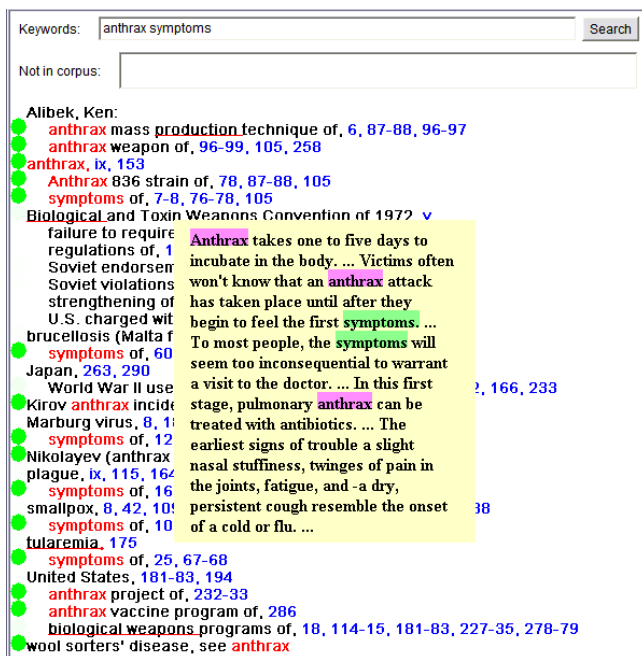 Keywords: anthrax symptoms Search
Not in corpus:
Alibek, Ken:
anthrax mass production technique of, 6, 87-88, 96-97
anthrax weapon of, 96-99, 105, 258
anthrax, ix, 153
Anthrax 836 strain of, 78, 87-88, 105
symptoms of, 7-8, 76-78, 105
Biological and Toxin Weapons Convention of 1972, v
failure to require
regulations of, 1
Soviet endorsem
Soviet violations
strengthening of
U.S. charged wit
brucellosis (Malta f
symptoms of, 60
Japan, 263, 290
World War II use 2, 166, 233
Kirov anthrax incide
Marburg virus, 8, 1
symptoms of, 12
Nikolayev (anthrax
plague, ix, 115, 164
symptoms of, 16
smallpox, 8, 42, 109 38
symptoms of, 10
tularemia, 175
symptoms of, 25, 67-68
United States, 181-83, 194
anthrax project of, 232-33
anthrax vaccine program of, 286
biological weapons programs of, 18, 114-15, 181-83, 227-35, 278-79
wool sorters' disease, see anthrax
Anthrax takes one to five days to
incubate in the body. ... Victims often
won't know that an anthrax attack
has taken place until after they
begin to feel the first symptoms. ...
To most people, the symptoms will
seem too inconsequential to warrant
a visit to the doctor. ... In this first
stage, pulmonary anthrax can be
treated with antibiotics. ... The
earliest signs of trouble a slight
nasal stuffiness, twinges of pain in
the joints, fatigue, and -a dry,
persistent cough resemble the onset
of a cold or flu. ...